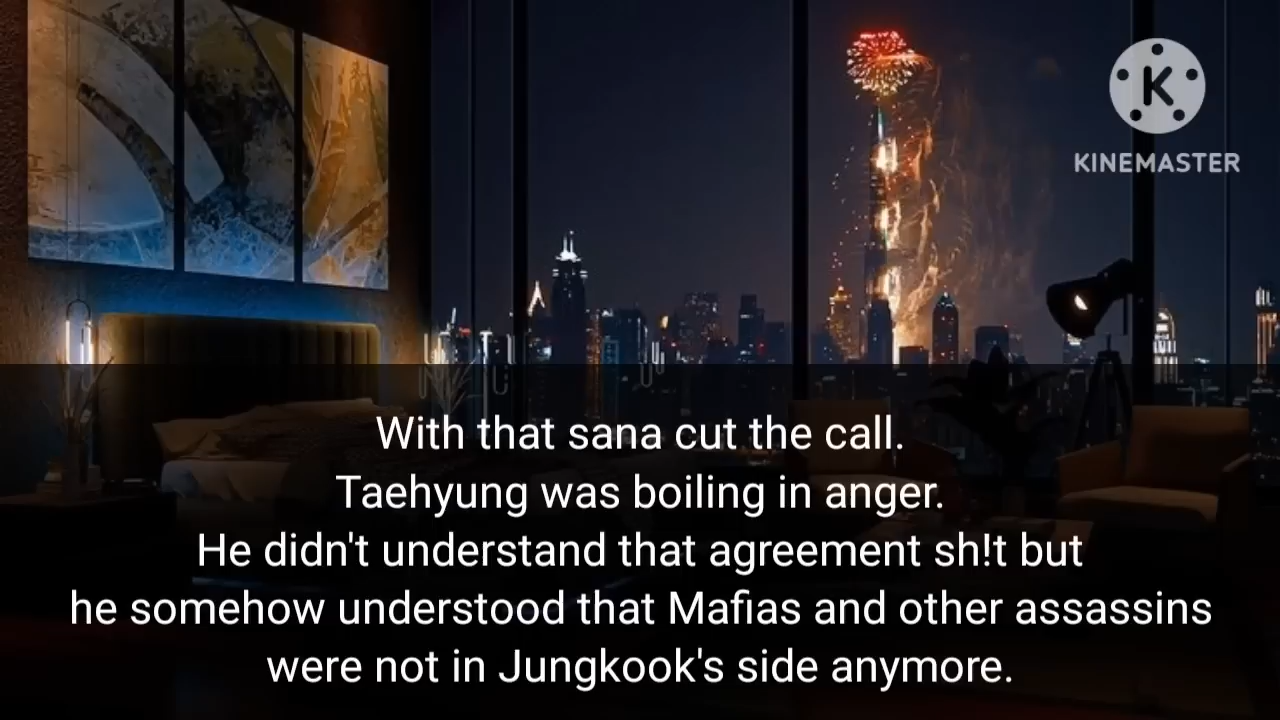 KINEMASTER
With that sana cut the call.
Taehyung was boiling in anger.
He didn't understand that agreement sh!t but
he somehow understood that Mafias and other assassins
were not in Jungkook's side anymore.